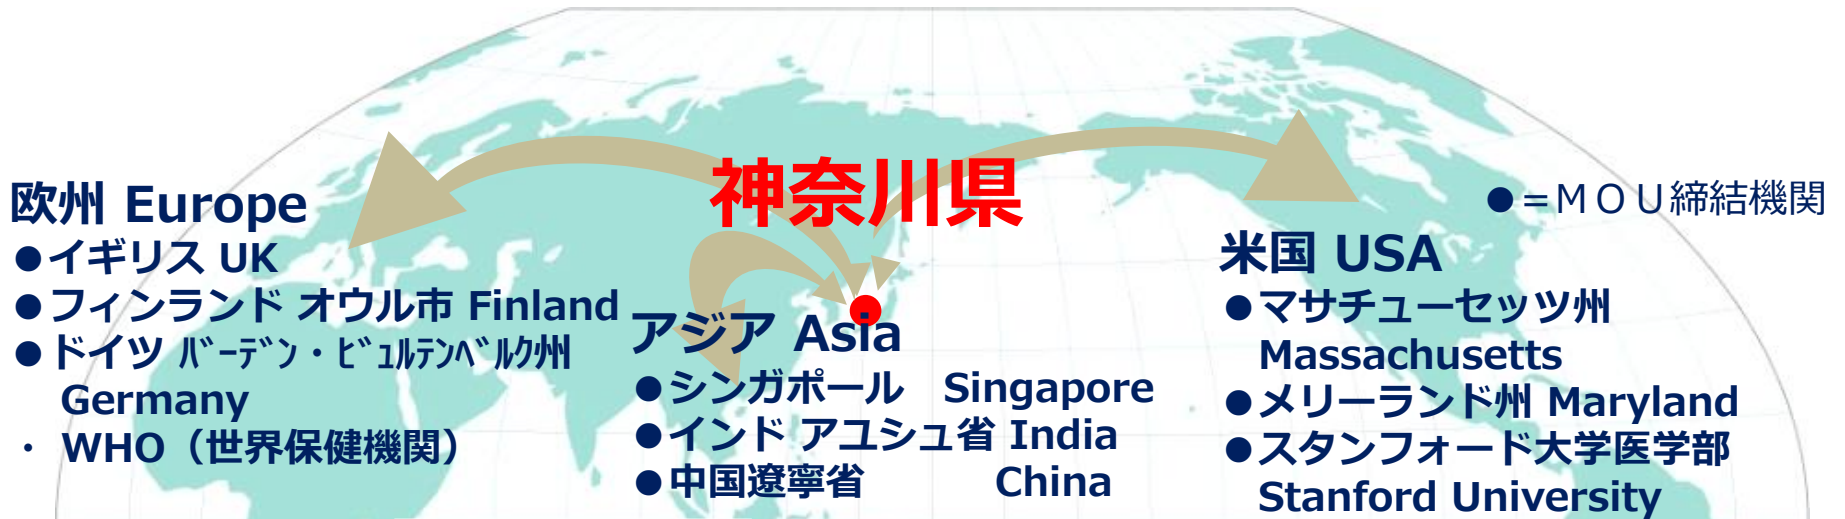 神奈川県
●=ＭＯＵ締結機関
欧州 Europe
●イギリス UK
●フィンランド オウル市 Finland
●ドイツ ﾊﾞｰﾃﾞﾝ・ﾋﾞｭﾙﾃﾝﾍﾞﾙｸ州
Germany
・ WHO（世界保健機関）
アジア Asia
●シンガポール　Singapore
●インド アユシュ省 India
●中国遼寧省　China
米国 USA
●マサチューセッツ州
Massachusetts
●メリーランド州 Maryland
●スタンフォード大学医学部
Stanford University